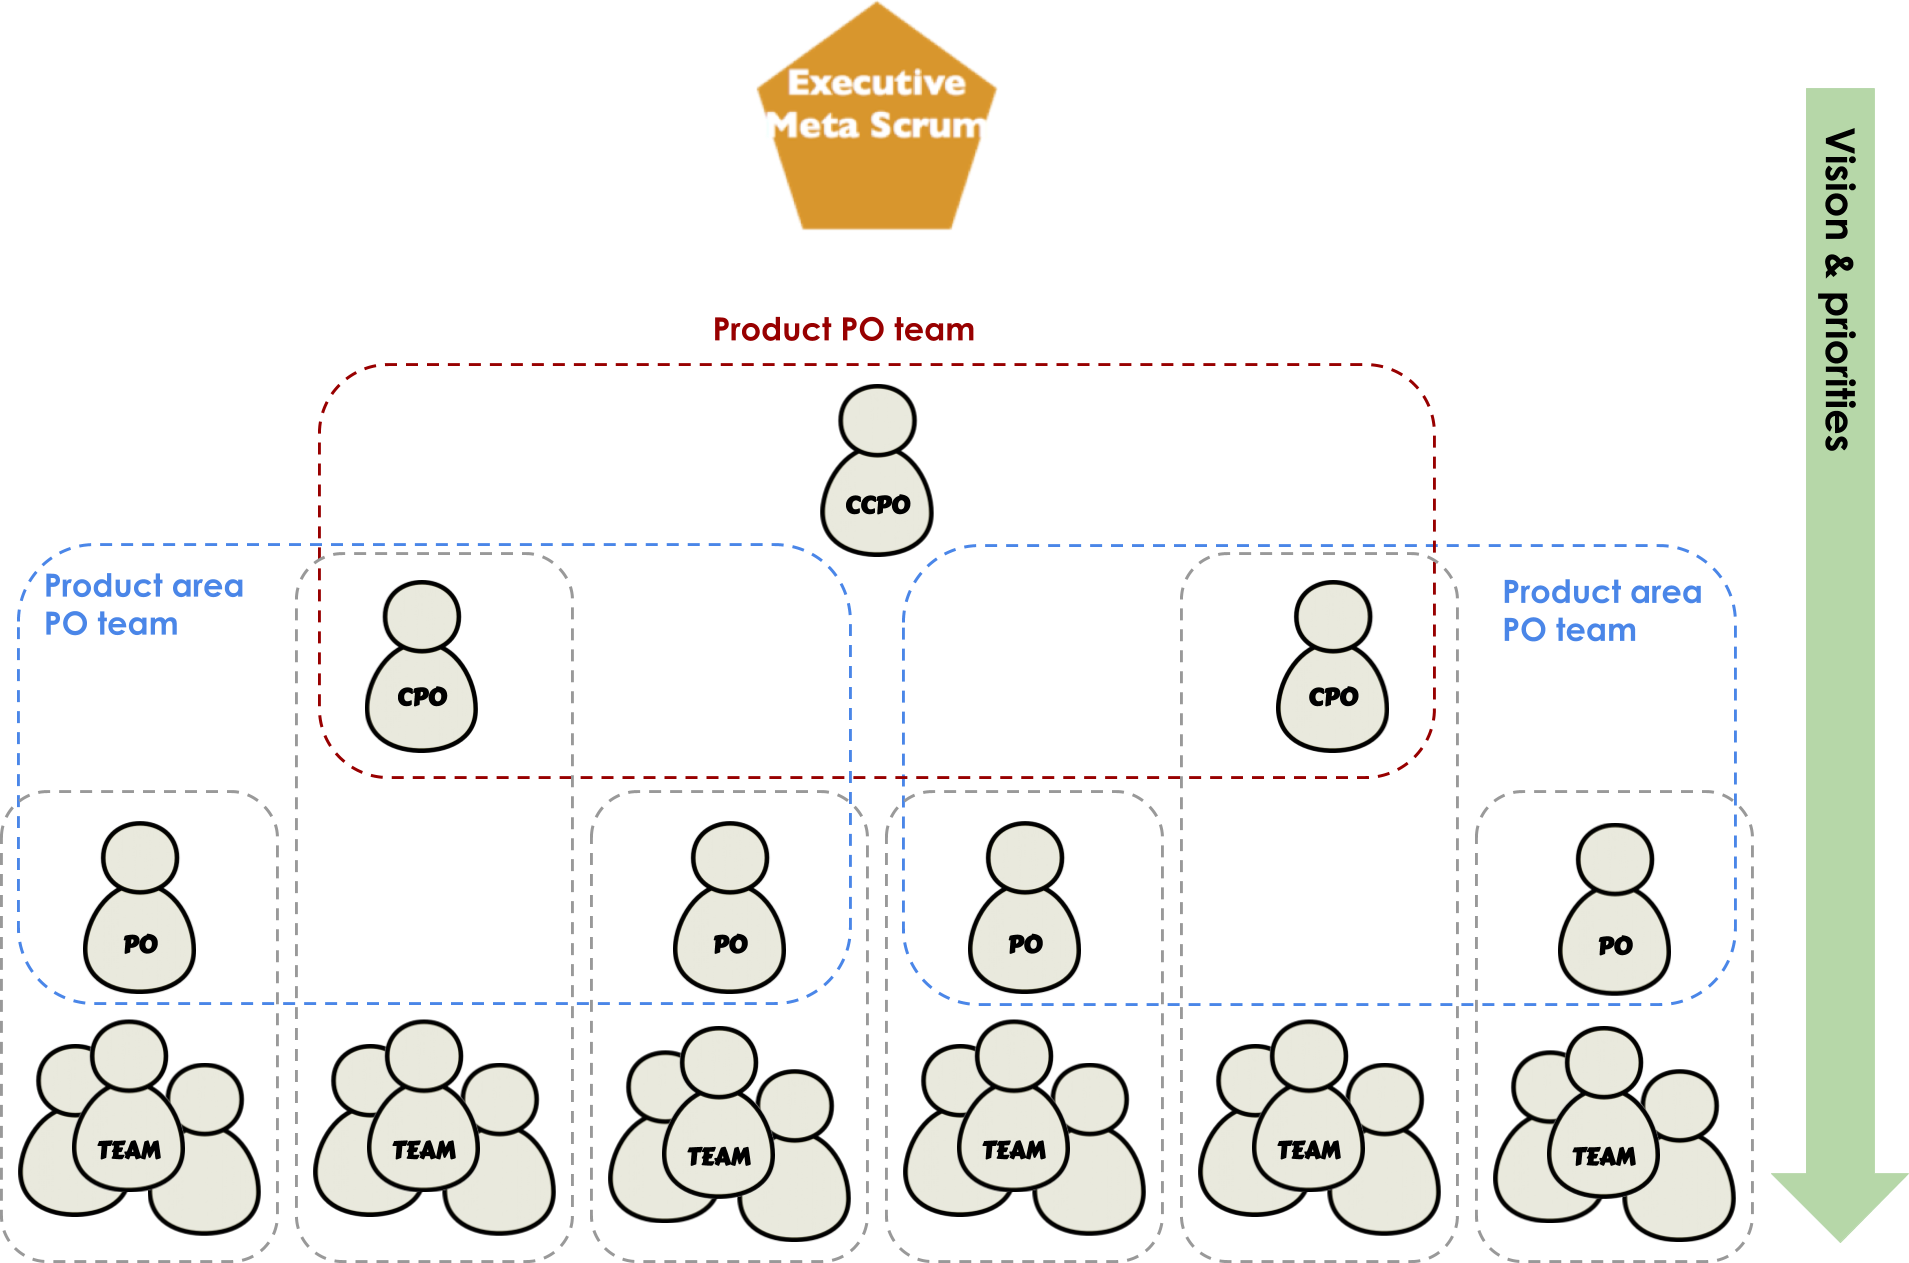 Executive
Meta Scrum
Vision & priorities
Product PO team
CCPO
Product area
PO team
Product area
PO team
CPO
CPO
PO
PO
PO
PO
TEAM
TEAM
TEAM
TEAM
TEAM
TEAM